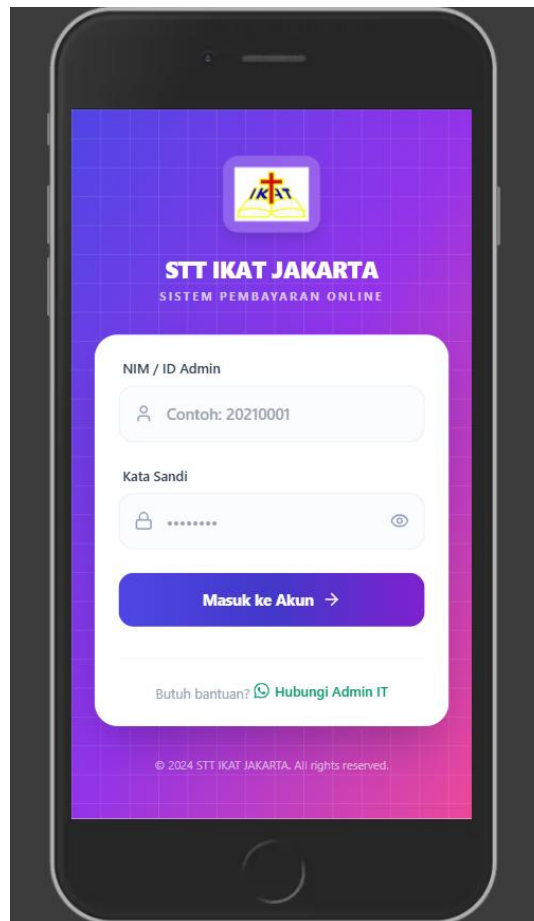 IKAT
STT IKAT JAKARTA
SISTEM PEMBAYARAN ONLINE
NIM / ID Admin
Contoh: 20210001
Kata Sandi
••••••••
Masuk ke Akun →
Butuh bantuan? Hubungi Admin IT
© 2024 STT IKAT JAKARTA. All rights reserved.